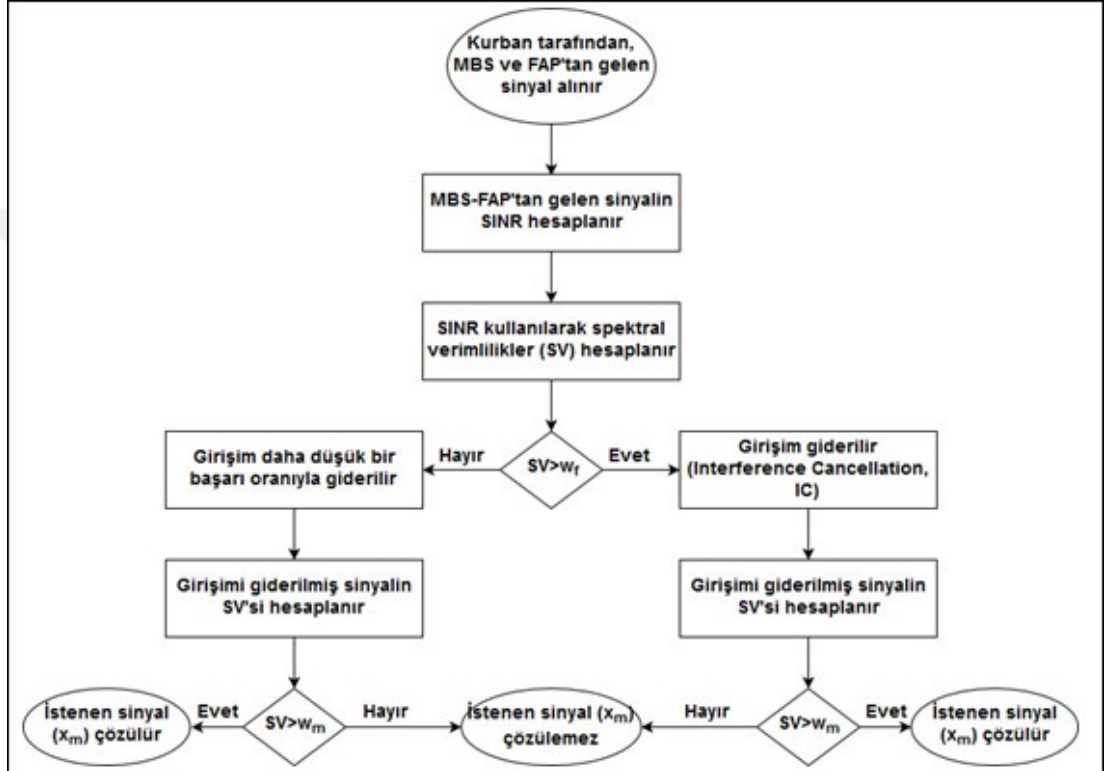 Kurban tarafından,
MBS ve FAP'tan gelen
sinyal alınır
MBS-FAP'tan gelen sinyalin
SINR hesaplanır
SINR kullanılarak spektral
verimlilikler (SV) hesaplanır
Hayır
SV>wf
Evet
Girişim daha düşük bir
başarı oranıyla giderilir
Girişim giderilir
(Interference Cancellation,
IC)
Girişimi giderilmiş sinyalin
SV'si hesaplanır
Girişimi giderilmiş sinyalin
SV'si hesaplanır
İstenen sinyal
(xm) çözülür
Evet
SV>wm
Hayır
İstenen sinyal (xm)
çözülemez
Hayır
SV>wm
Evet
İstenen sinyal
(xm) çözülür